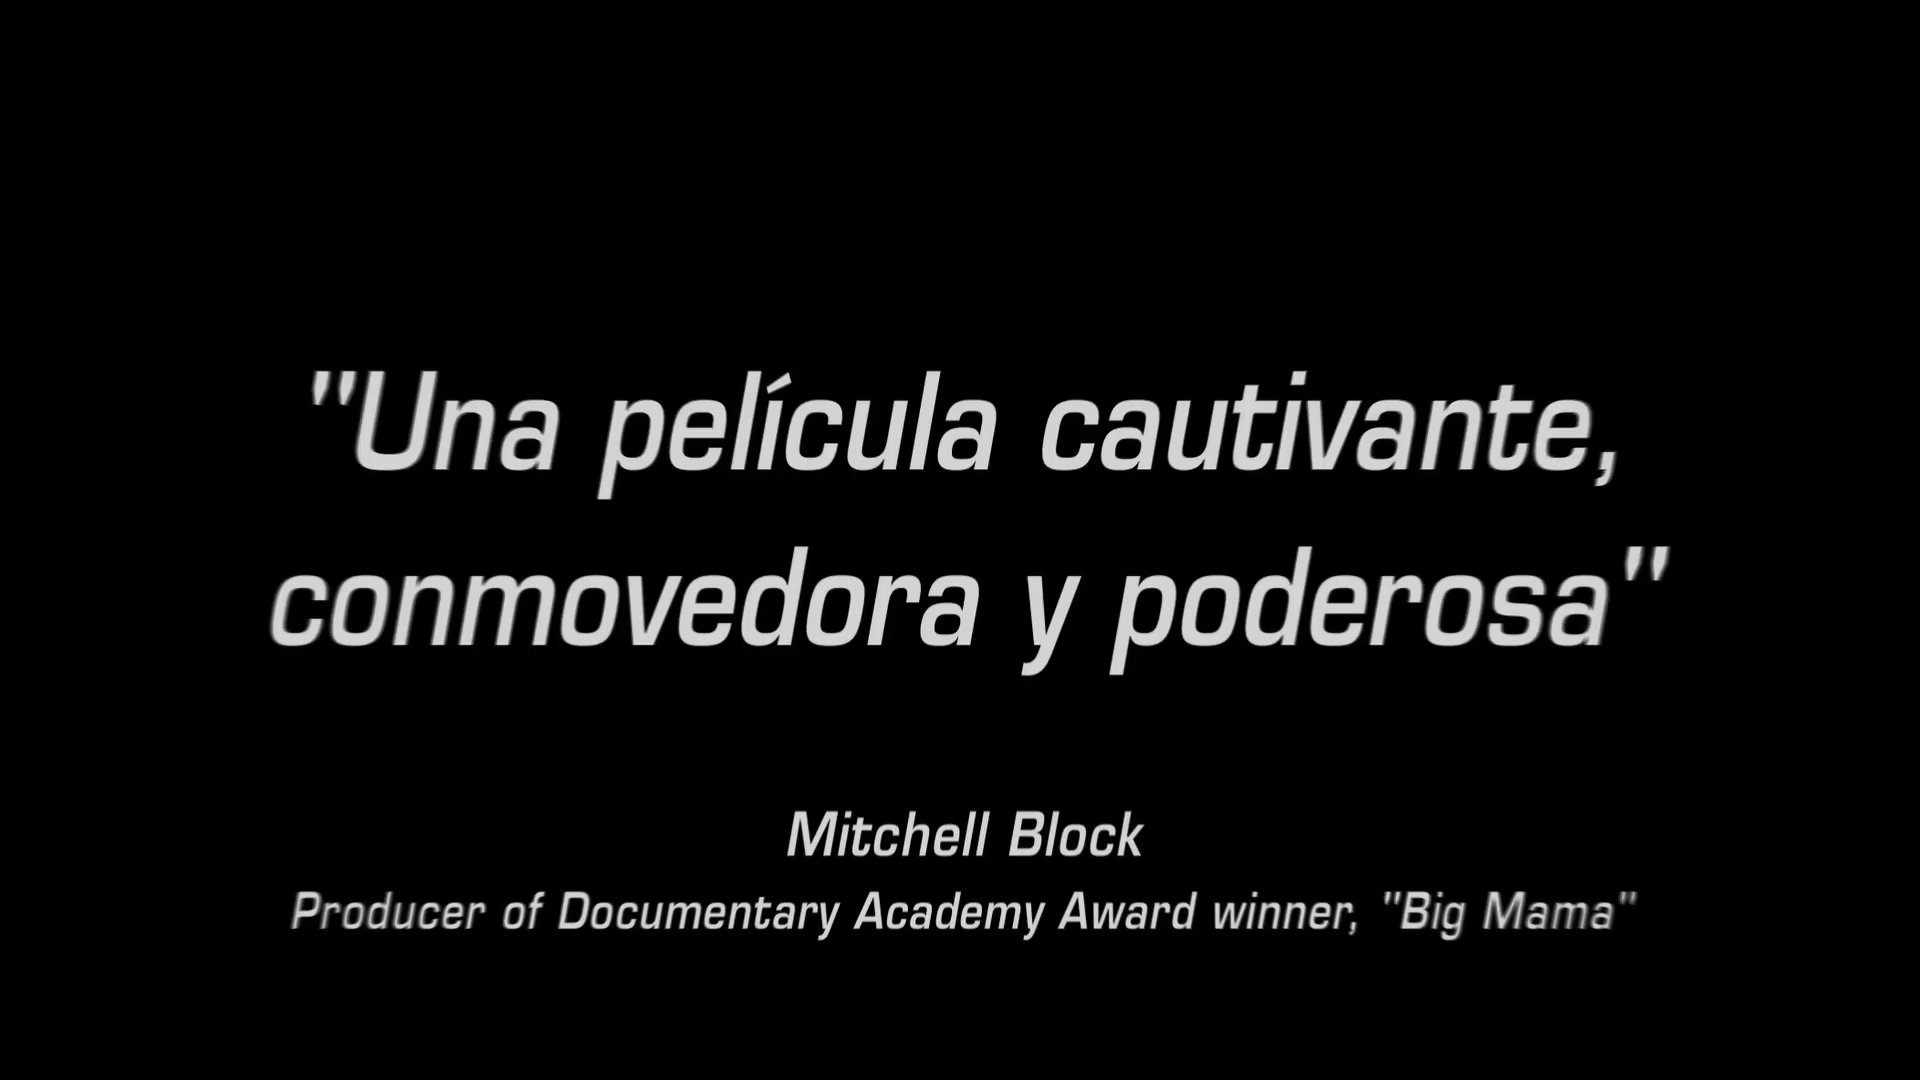 "Una película cautivante,
conmovedora y poderosa"
Mitchell Block
Producer of Documentary Academy Award winner, "Big Mama"